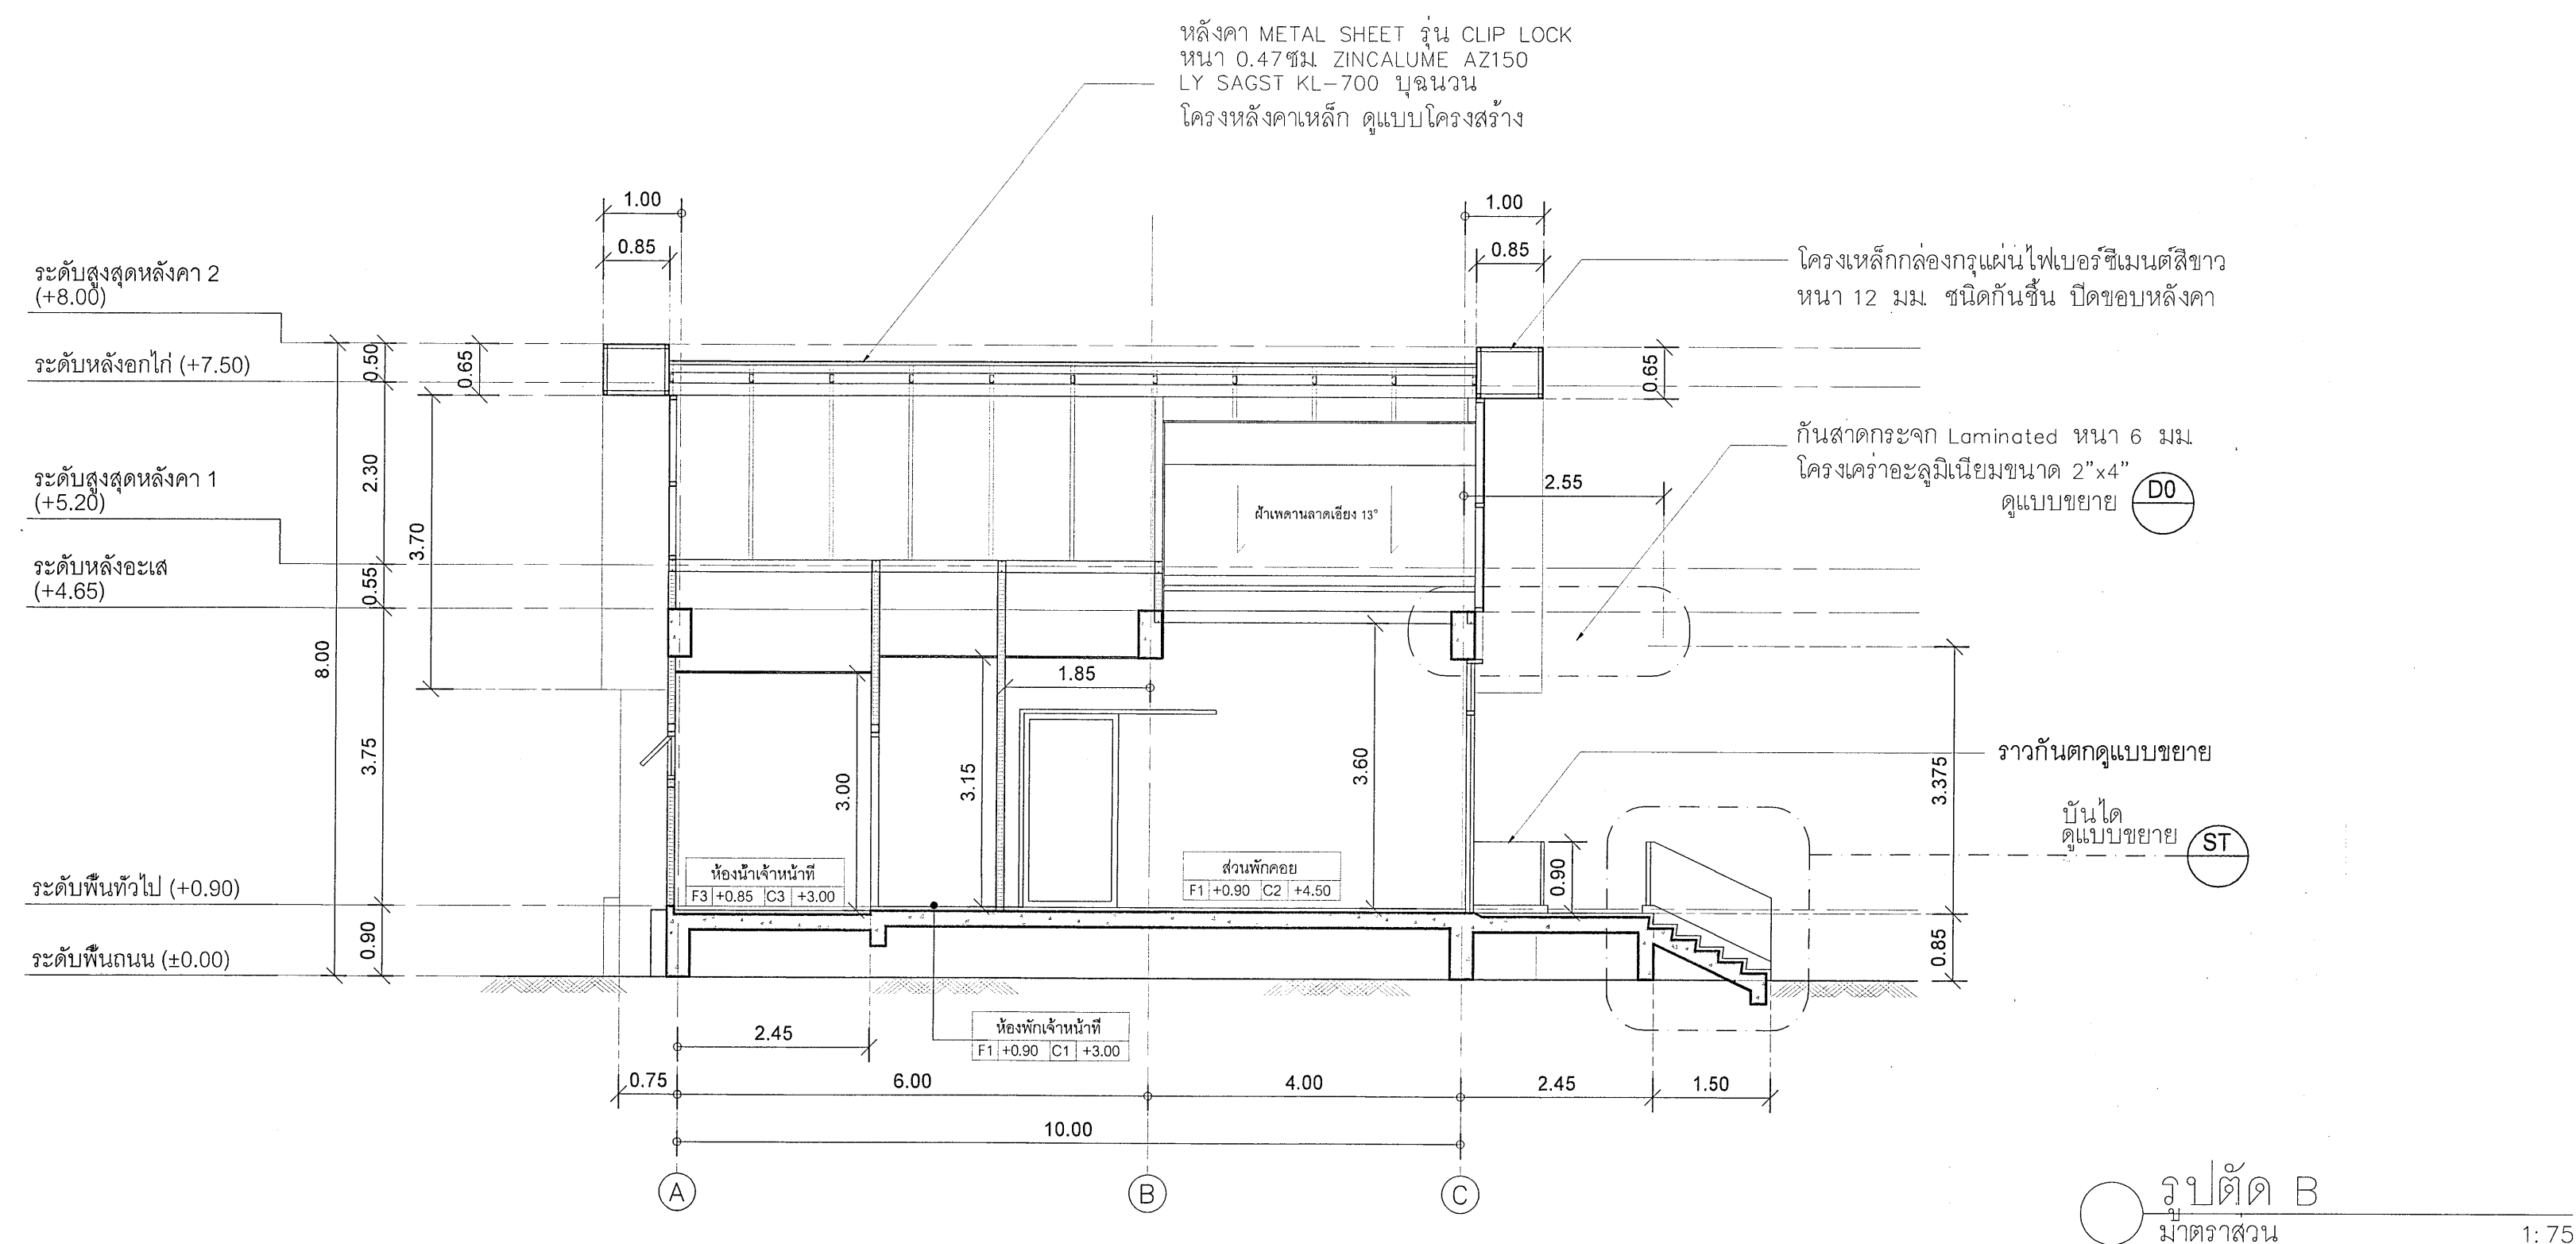 หลังคา METAL SHEET รุ่น CLIP LOCK
หนา 0.47ซม. ZINCALUME AZ150
LY SAGST KL-700 บุฉนวน
โครงหลังคาเหล็ก ดูแบบโครงสร้าง
1.00
1.00
0.85
0.85
โครงเหล็กกล่องกรุแผ่นไฟเบอร์ซีเมนต์สีขาว
หนา 12 มม. ชนิดกันชื้น ปิดขอบหลังคา
ระดับสูงสุดหลังคา 2
(+8.00)
ระดับหลังอกไก่ (+7.50)
0.50
0.65
0.65
กันสาดกระจก Laminated หนา 6 มม.
โครงเคร่าอะลูมิเนียมขนาด 2"x4"
ดูแบบขยาย
D0
ระดับสูงสุดหลังคา 1
(+5.20)
2.30
2.55
ฝ้าเพดานลาดเอียง 13°
3.70
ระดับหลังอะเส
(+4.65)
0.55
8.00
1.85
3.75
3.00
3.15
3.60
3.375
ราวกันตกดูแบบขยาย
บันได
ดูแบบขยาย
ST
ห้องน้ำเจ้าหน้าที่
F3 +0.85 C3 +3.00
ส่วนพักคอย
F1 +0.90 C2 +4.50
0.90
ระดับพื้นทั่วไป (+0.90)
0.90
0.85
ระดับพื้นถนน (±0.00)
2.45
ห้องพักเจ้าหน้าที่
F1 +0.90 C1 +3.00
0.75
6.00
4.00
2.45
1.50
10.00
A
B
C
รูปตัด B
มาตราส่วน 1:75